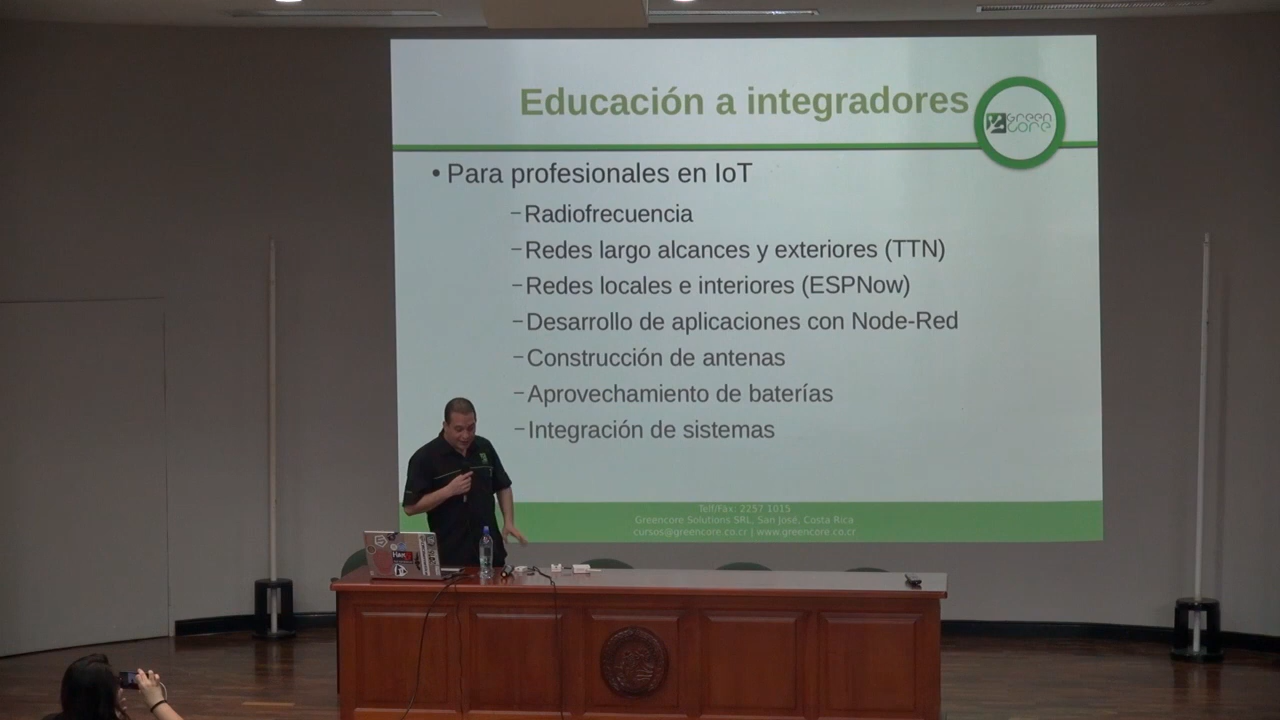 Educación a integradores
GREEN
CORE
• Para profesionales en IoT
–Radiofrecuencia
–Redes largo alcances y exteriores (TTN)
–Redes locales e interiores (ESPNow)
–Desarrollo de aplicaciones con Node-Red
–Construcción de antenas
–Aprovechamiento de baterías
–Integración de sistemas
Telf/Fax: 2257 1015
Greencore Solutions SRL, San José, Costa Rica
cursos@greencore.co.cr | www.greencore.co.cr